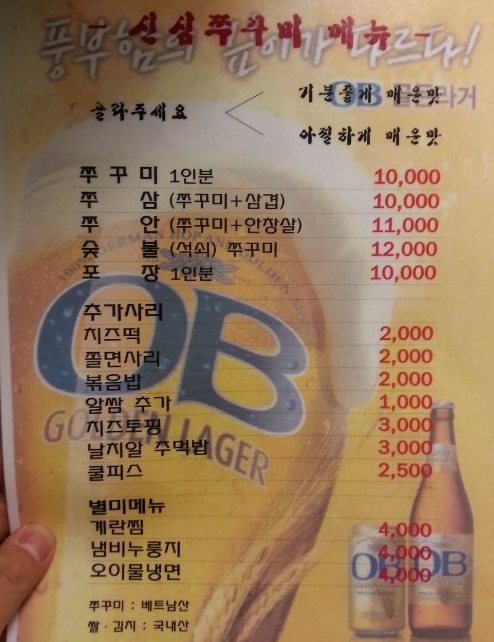 풍부함의 깊이가 다르다!
- 신심쭈꾸미 메뉴 -
OB 골든라거
골라주세요
기분좋게 매운맛
아찔하게 매운맛
쭈 꾸 미 1인분 10,000
쭈 삼 (쭈꾸미+삼겹) 10,000
쭈 안 (쭈꾸미+안창살) 11,000
숯 불 (석쇠) 쭈꾸미 12,000
포 장 1인분 10,000
추가사리
치즈떡 2,000
쫄면사리 2,000
볶음밥 2,000
알쌈 추가 1,000
치즈토핑 3,000
날치알 주먹밥 3,000
쿨피스 2,500
별미메뉴
계란찜 4,000
냄비누룽지 4,000
오이물냉면 4,000
쭈꾸미 : 베트남산
쌀 · 김치 : 국내산
OB
GOLDEN LAGER
OB
OB